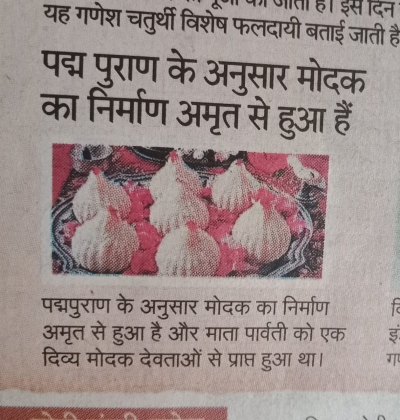 यह गणेश चतुर्थी विशेष फलदायी बताई जाती है
पद्म पुराण के अनुसार मोदक
का निर्माण अमृत से हुआ हैं
पद्मपुराण के अनुसार मोदक का निर्माण
अमृत से हुआ है और माता पार्वती को एक
दिव्य मोदक देवताओं से प्राप्त हुआ था।